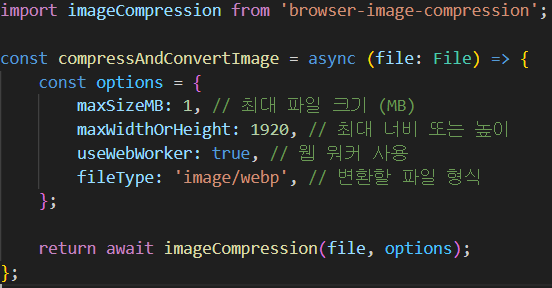 import imageCompression from 'browser-image-compression';
const compressAndConvertImage = async (file: File) => {
const options = {
maxSizeMB: 1, // 최대 파일 크기 (MB)
maxWidthOrHeight: 1920, // 최대 너비 또는 높이
useWebWorker: true, // 웹 워커 사용
fileType: 'image/webp', // 변환할 파일 형식
};
return await imageCompression(file, options);
};